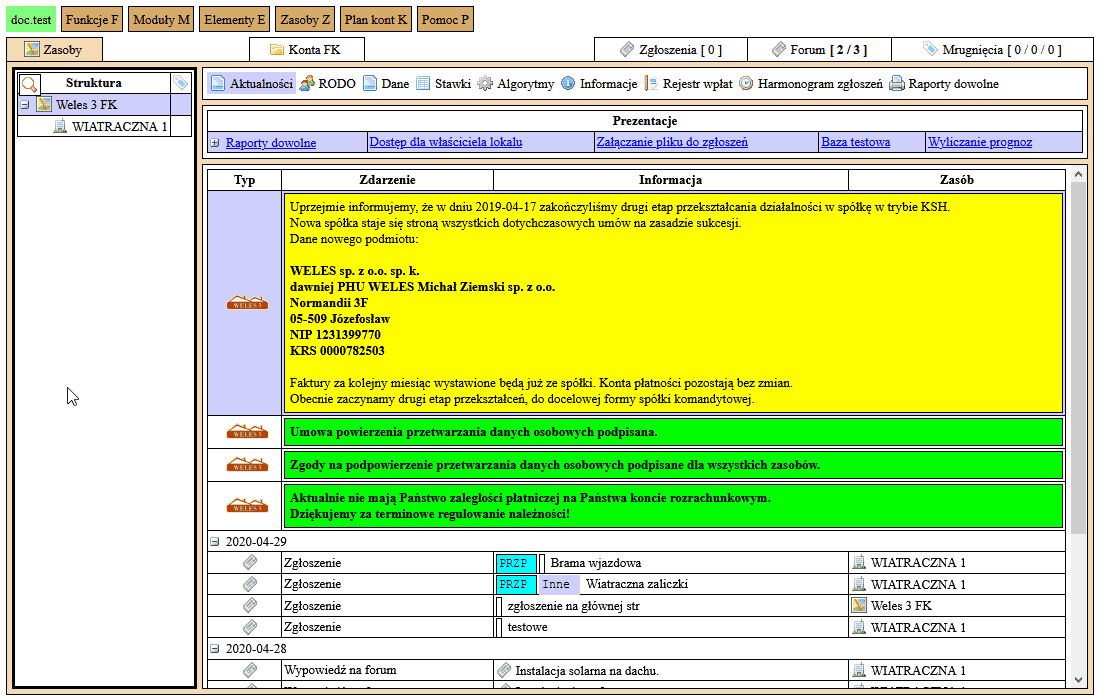 doc.test Funkcje F Moduły M Elementy E Zasoby Z Plan kont K Pomoc P
Zasoby Konta FK Zgłoszenia [ 0 ] Forum [ 2 / 3 ] Mrugnięcia [ 0 / 0 / 0 ]
Struktura
Weles 3 FK
WIATRACZNA 1
Aktualności RODO Dane Stawki Algorytmy Informacje Rejestr wpłat Harmonogram zgłoszeń Raporty dowolne
Prezentacje
Raporty dowolne Dostęp dla właściciela lokalu Załączanie pliku do zgłoszeń Baza testowa Wyliczanie prognoz
Typ Zdarzenie Informacja Zasób
Uprzejmie informujemy, że w dniu 2019-04-17 zakończyliśmy drugi etap przekształcania działalności w spółkę w trybie KSH.
Nowa spółka staje się stroną wszystkich dotychczasowych umów na zasadzie sukcesji.
Dane nowego podmiotu:
WELES sp. z o.o. sp. k.
dawniej PHU WELES Michał Ziemski sp. z o.o.
Normandii 3F
05-509 Józefosław
NIP 1231399770
KRS 0000782503
Faktury za kolejny miesiąc wystawione będą już ze spółki. Konta płatności pozostają bez zmian.
Obecnie zaczynamy drugi etap przekształceń, do docelowej formy spółki komandytowej.
WELES 3
WELES 3 Umowa powierzenia przetwarzania danych osobowych podpisana.
WELES 3 Zgody na podpowierzenie przetwarzania danych osobowych podpisane dla wszystkich zasobów.
WELES 3 Aktualnie nie mają Państwo zaległości płatniczej na Państwa koncie rozrachunkowym.
Dziękujemy za terminowe regulowanie należności!
2020-04-29
Zgłoszenie PRZP Brama wjazdowa WIATRACZNA 1
Zgłoszenie PRZP Inne Wiatraczna zaliczki WIATRACZNA 1
Zgłoszenie zgłoszenie na głównej str Weles 3 FK
Zgłoszenie testowe WIATRACZNA 1
2020-04-28
Wypowiedź na forum Instalacja solarna na dachu. WIATRACZNA 1